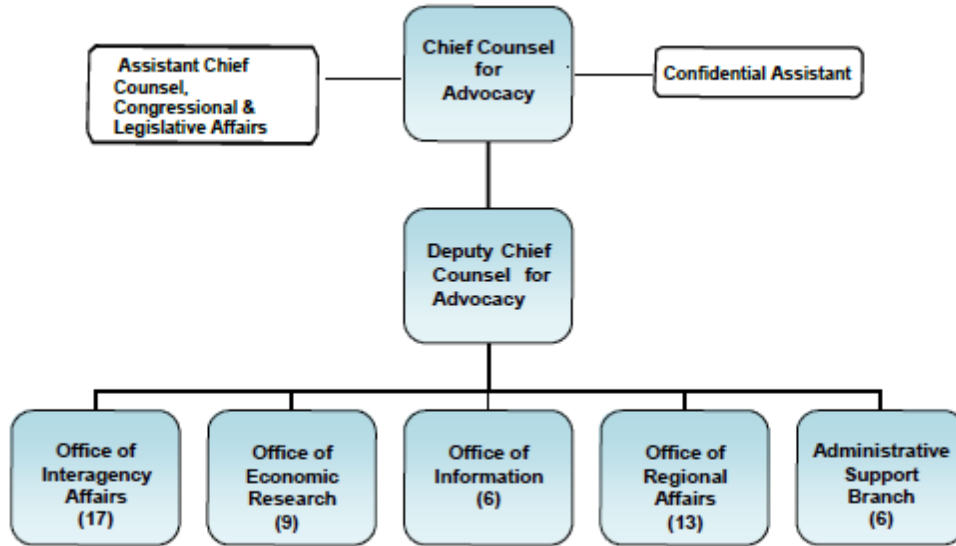 Chief Counsel
for
Advocacy
Assistant Chief
Counsel,
Congressional &
Legislative Affairs
Confidential Assistant
Deputy Chief
Counsel for
Advocacy
Office of
Interagency
Affairs
(17)
Office of
Economic
Research
(9)
Office of
Information
(6)
Office of
Regional
Affairs
(13)
Administrative
Support
Branch
(6)